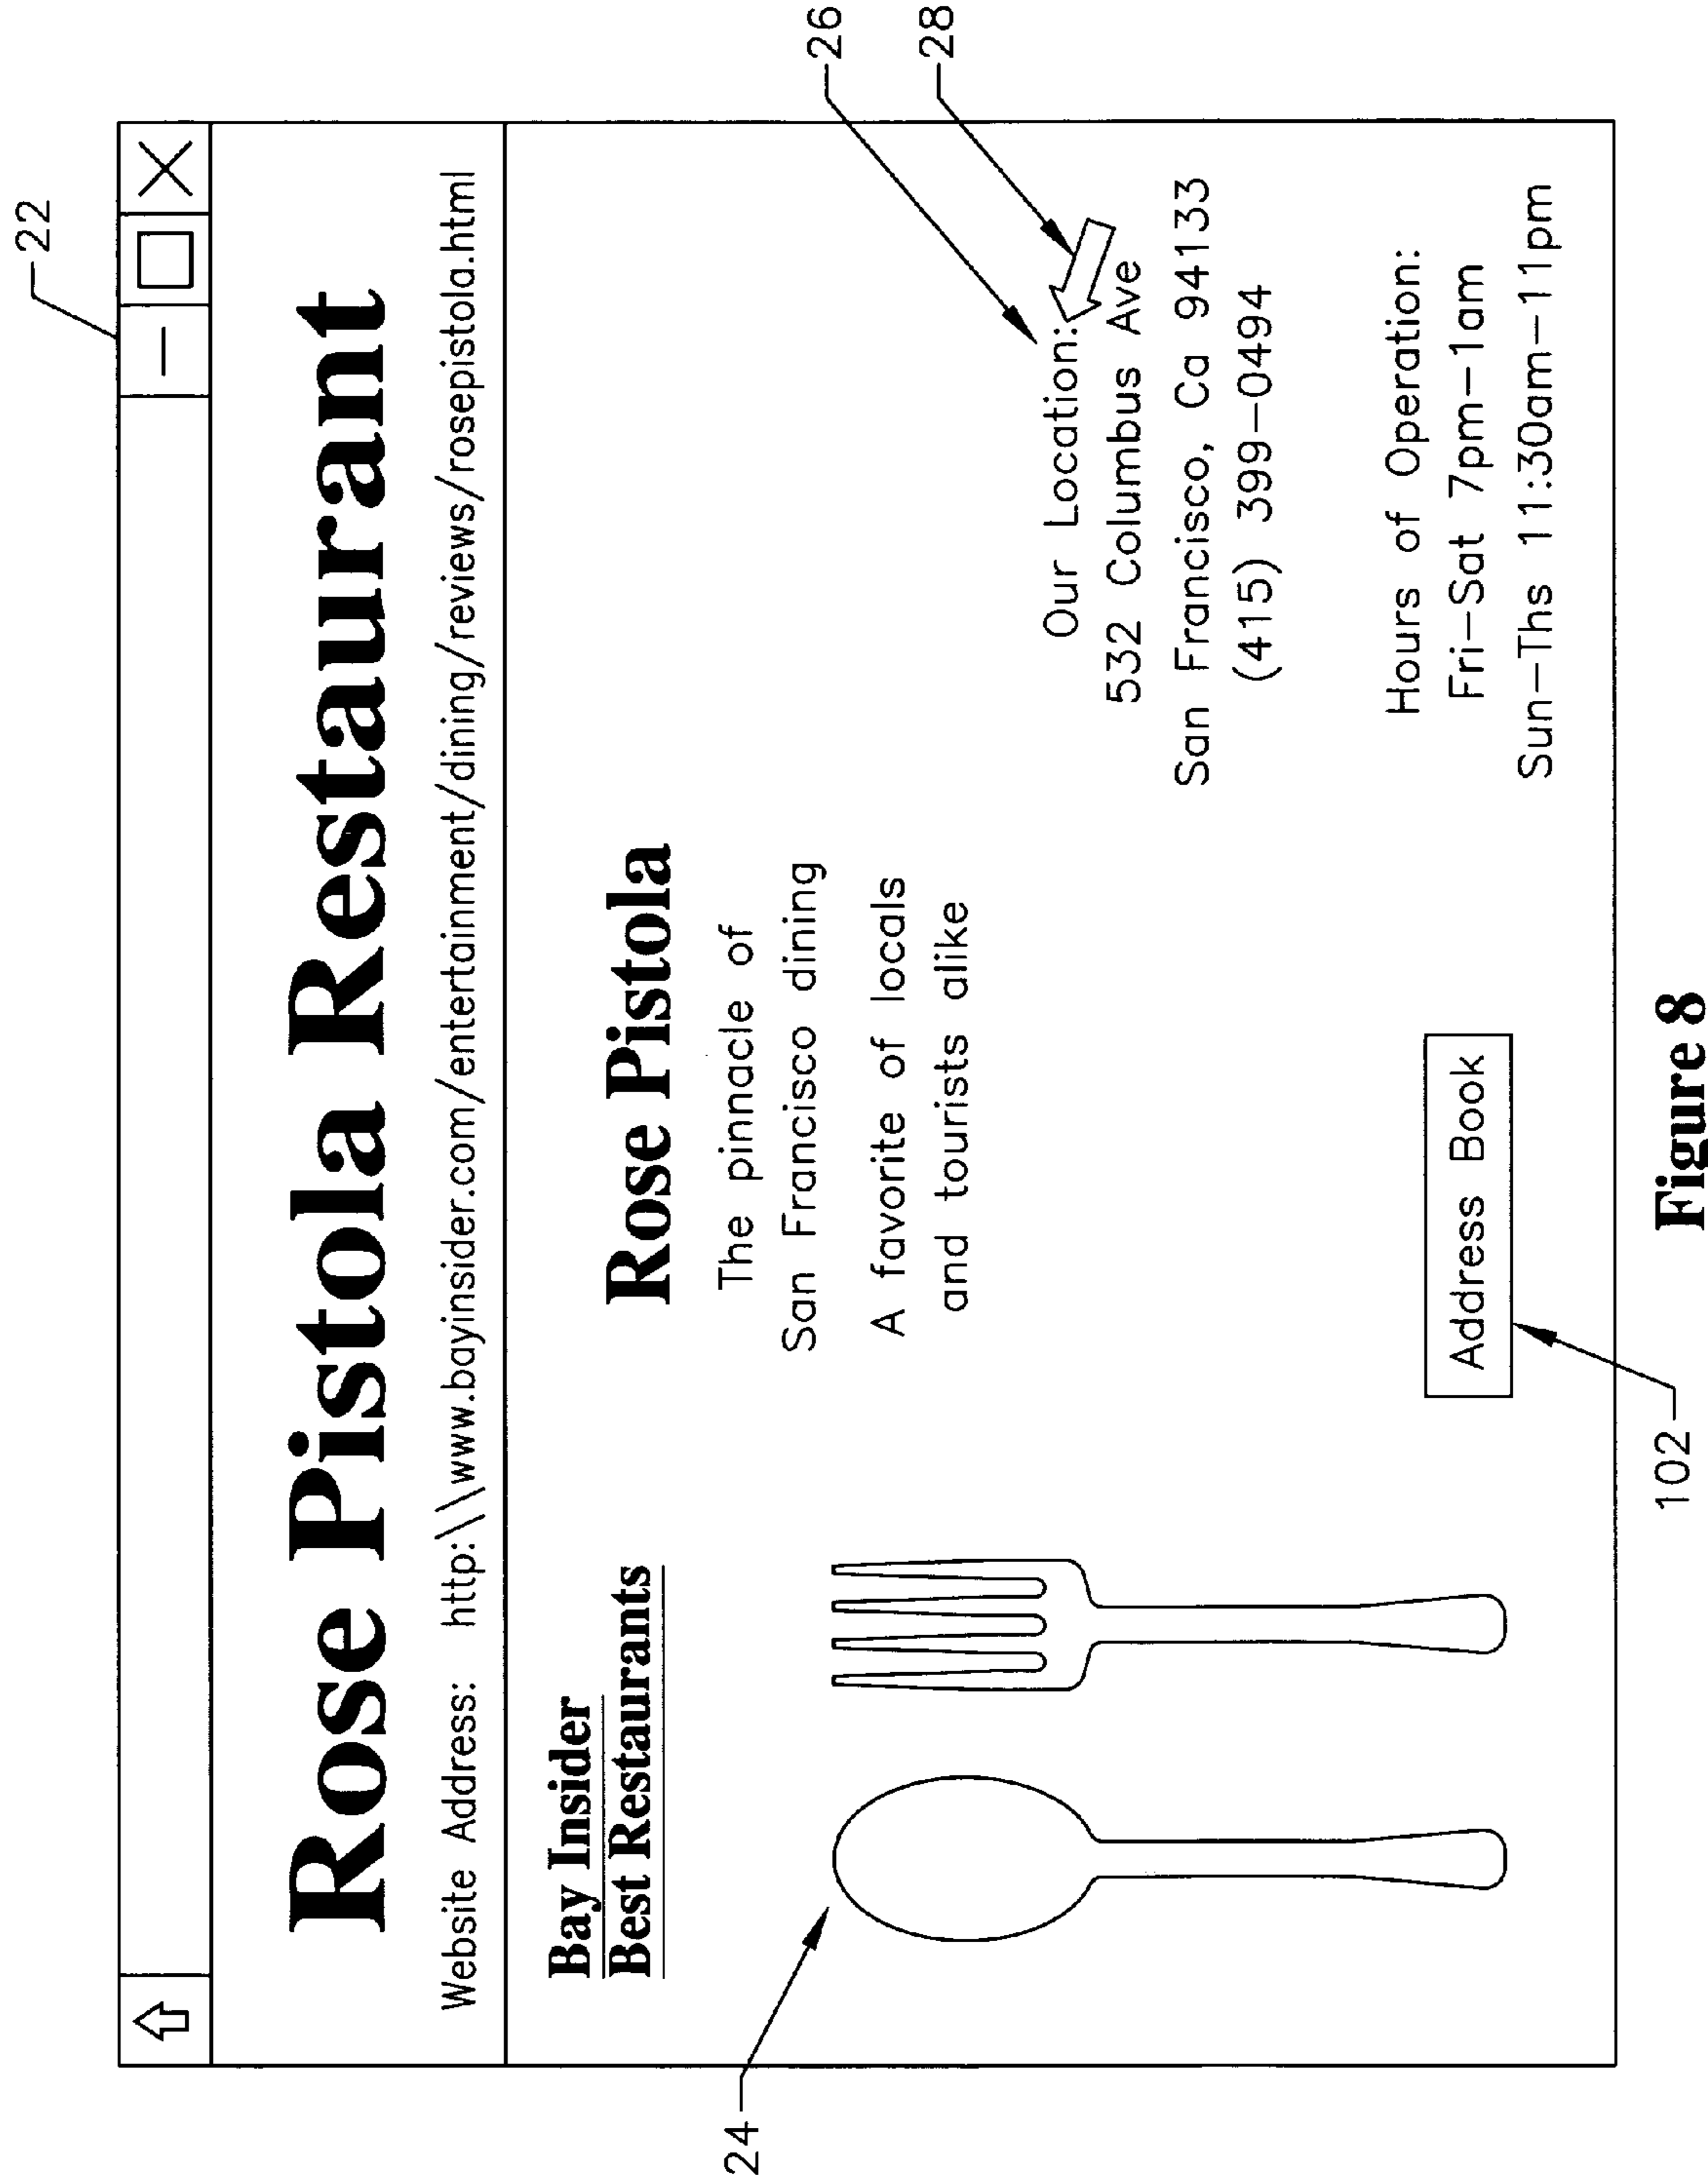 22
Rose Pistola Restaurant
Website Address: http:\\www.bayinsider.com/entertainment/dining/reviews/rosepistola.html
Bay Insider
Best Restaurants
24
Rose Pistola
The pinnacle of
San Francisco dining
A favorite of locals
and tourists alike
26
28
Our Location:
532 Columbus Ave
San Francisco, Ca 94133
(415) 399-0494
Hours of Operation:
Fri-Sat 7pm-1am
Sun-Ths 11:30am-11pm
Address Book
102
Figure 8